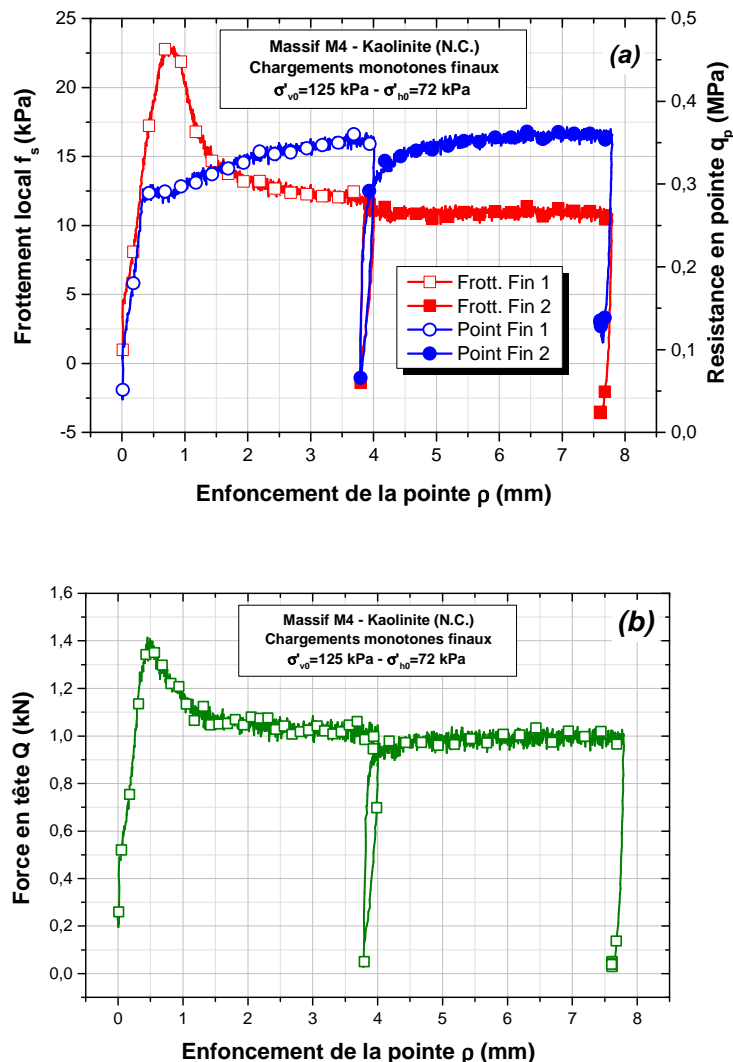 (a)
Massif M4 - Kaolinite (N.C.)
Chargements monotones finaux
σ'v0=125 kPa - σ'h0=72 kPa
Frottement local fs (kPa)
25
20
15
10
5
0
-5
Resistance en pointe qp (MPa)
0,5
0,4
0,3
0,2
0,1
0,0
Frott. Fin 1
Frott. Fin 2
Point Fin 1
Point Fin 2
0 1 2 3 4 5 6 7 8
Enfoncement de la pointe ρ (mm)
(b)
Massif M4 - Kaolinite (N.C.)
Chargements monotones finaux
σ'v0=125 kPa - σ'h0=72 kPa
Force en tête Q (kN)
1,6
1,4
1,2
1,0
0,8
0,6
0,4
0,2
0,0
0 1 2 3 4 5 6 7 8
Enfoncement de la pointe ρ (mm)